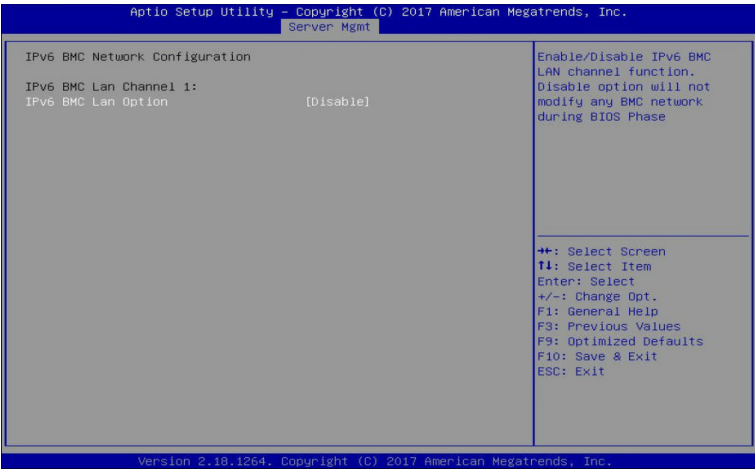 Aptio Setup Utility – Copyright (C) 2017 American Megatrends, Inc.
Server Mgmt
IPv6 BMC Network Configuration
IPv6 BMC Lan Channel 1:
IPv6 BMC Lan Option [Disable]
Enable/Disable IPv6 BMC
LAN channel function.
Disable option will not
modify any BMC network
during BIOS Phase
→←: Select Screen
↑↓: Select Item
Enter: Select
+/-: Change Opt.
F1: General Help
F3: Previous Values
F9: Optimized Defaults
F10: Save & Exit
ESC: Exit
Version 2.18.1264. Copyright (C) 2017 American Megatrends, Inc.